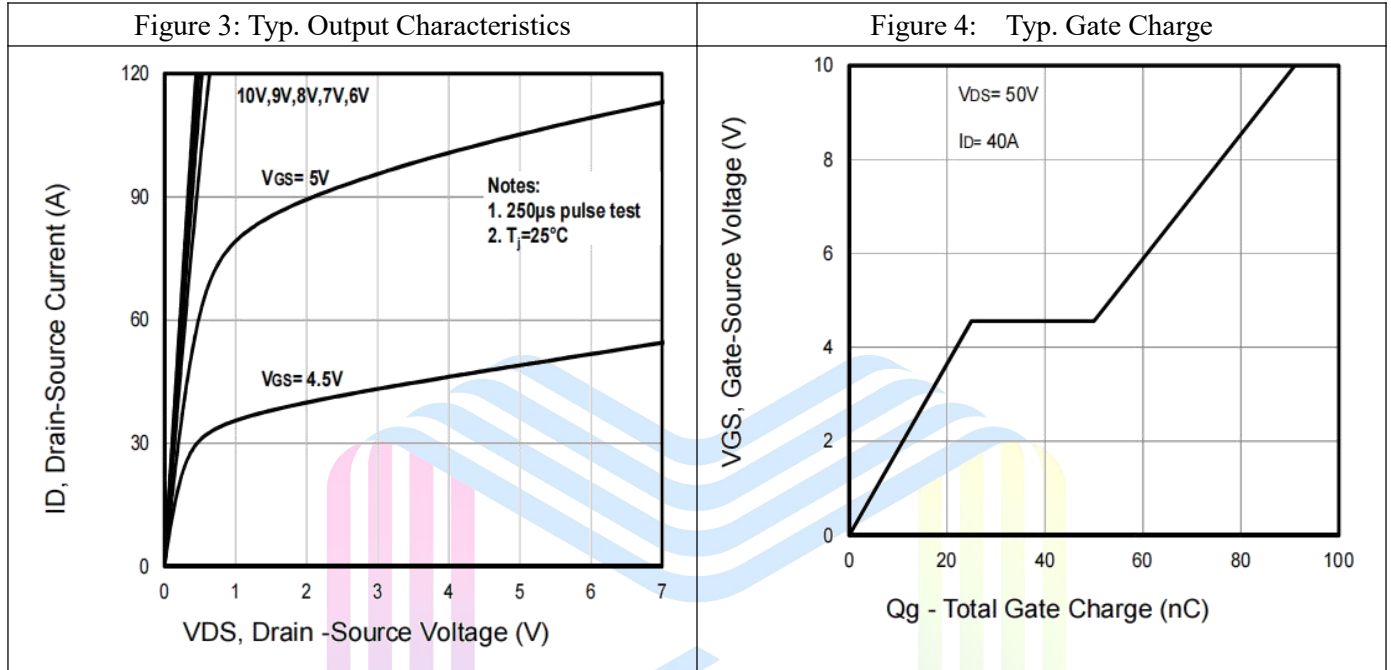 Figure 3: Typ. Output Characteristics
Figure 4: Typ. Gate Charge
120
90
60
30
0
ID, Drain-Source Current (A)
10V,9V,8V,7V,6V
VGS= 5V
Notes:
1. 250µs pulse test
2. Tj=25°C
VGS= 4.5V
0 1 2 3 4 5 6 7
VDS, Drain -Source Voltage (V)
10
8
6
4
2
0
VGS, Gate-Source Voltage (V)
VDS= 50V
ID= 40A
0 20 40 60 80 100
Qg - Total Gate Charge (nC)